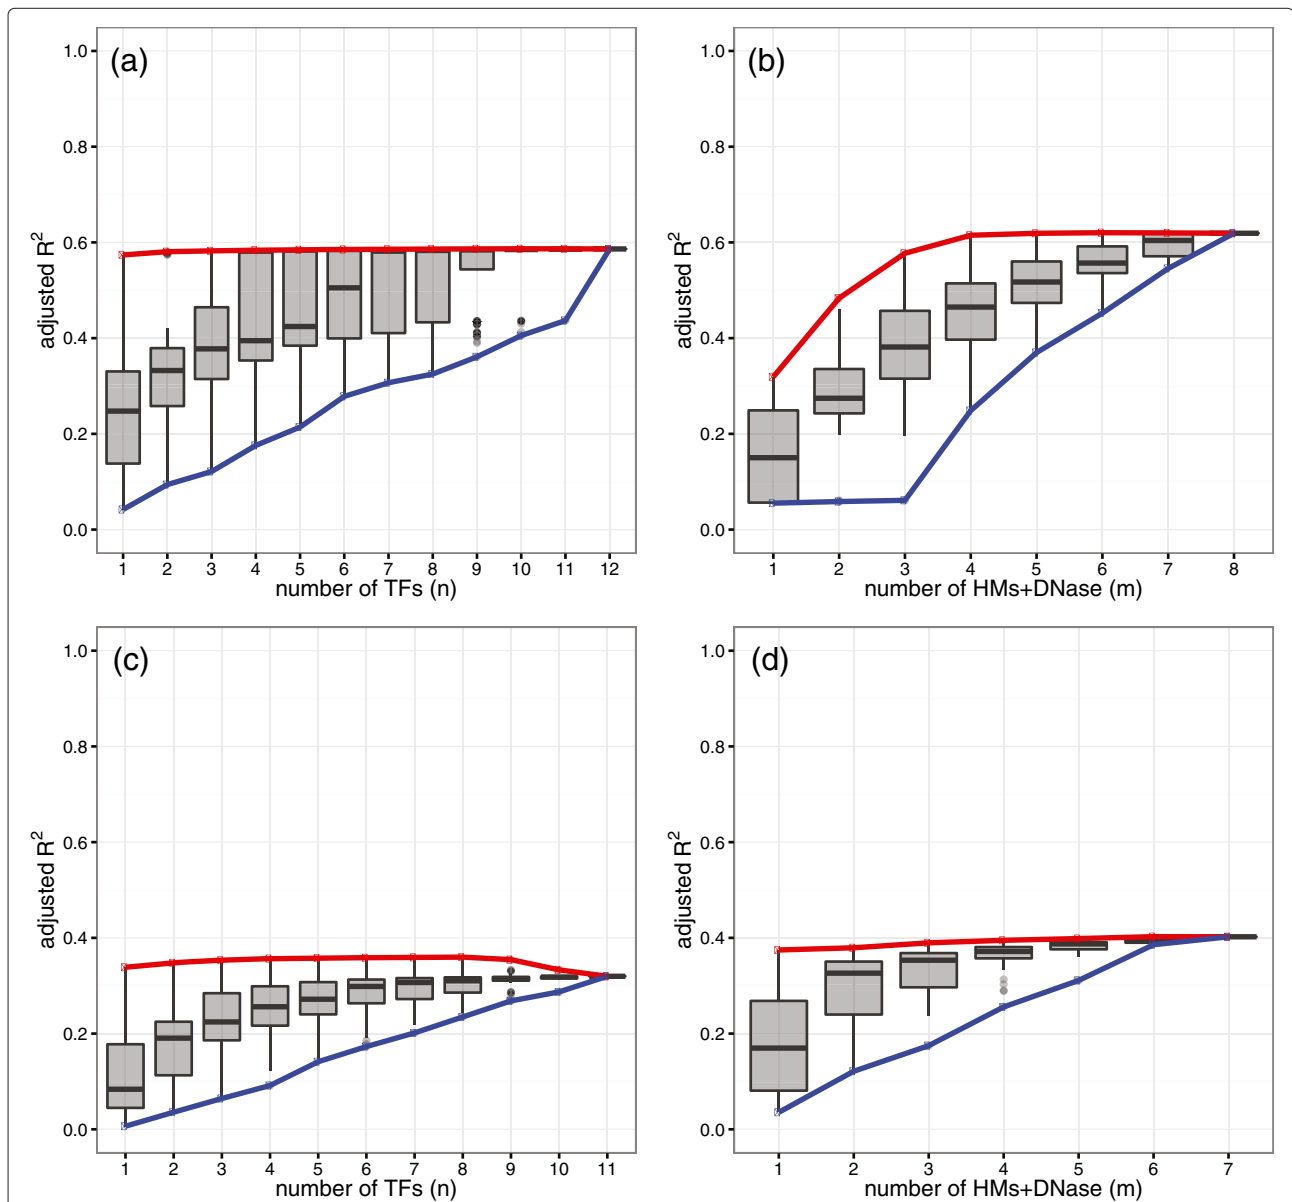 (a)
adjusted R2
1.0
0.8
0.6
0.4
0.2
0.0
1 2 3 4 5 6 7 8 9 10 11 12
number of TFs (n)
(b)
adjusted R2
1.0
0.8
0.6
0.4
0.2
0.0
1 2 3 4 5 6 7 8
number of HMs+DNase (m)
(c)
adjusted R2
1.0
0.8
0.6
0.4
0.2
0.0
1 2 3 4 5 6 7 8 9 10 11
number of TFs (n)
(d)
adjusted R2
1.0
0.8
0.6
0.4
0.2
0.0
1 2 3 4 5 6 7
number of HMs+DNase (m)